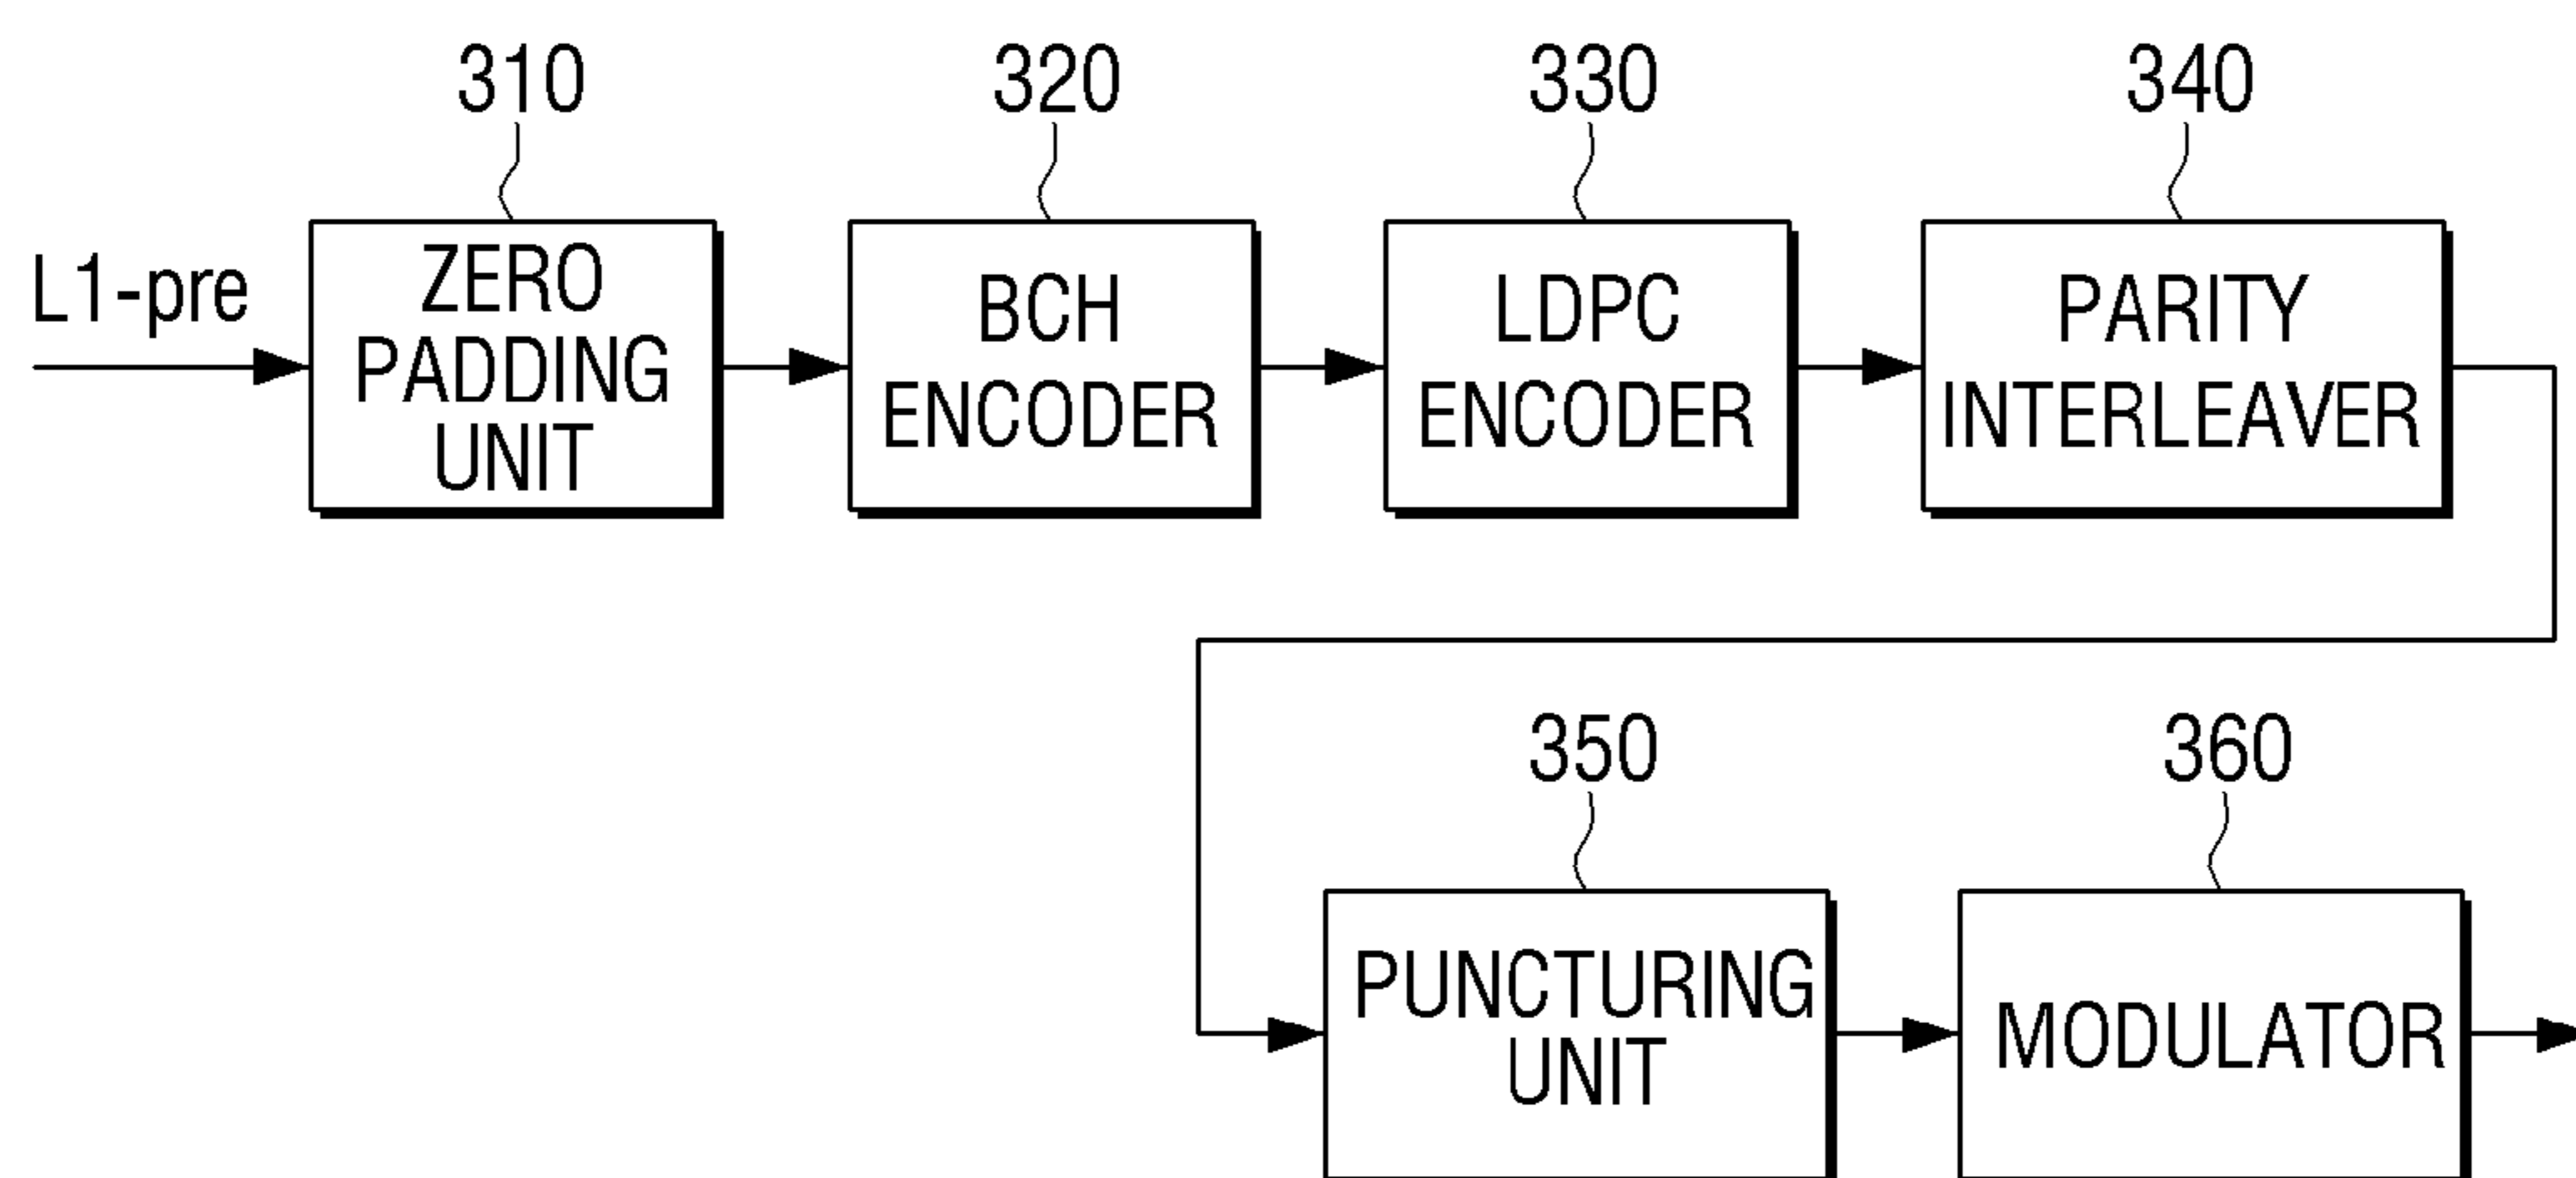 310
320
330
340
L1-pre
ZERO
PADDING
UNIT
BCH
ENCODER
LDPC
ENCODER
PARITY
INTERLEAVER
350
360
PUNCTURING
UNIT
MODULATOR